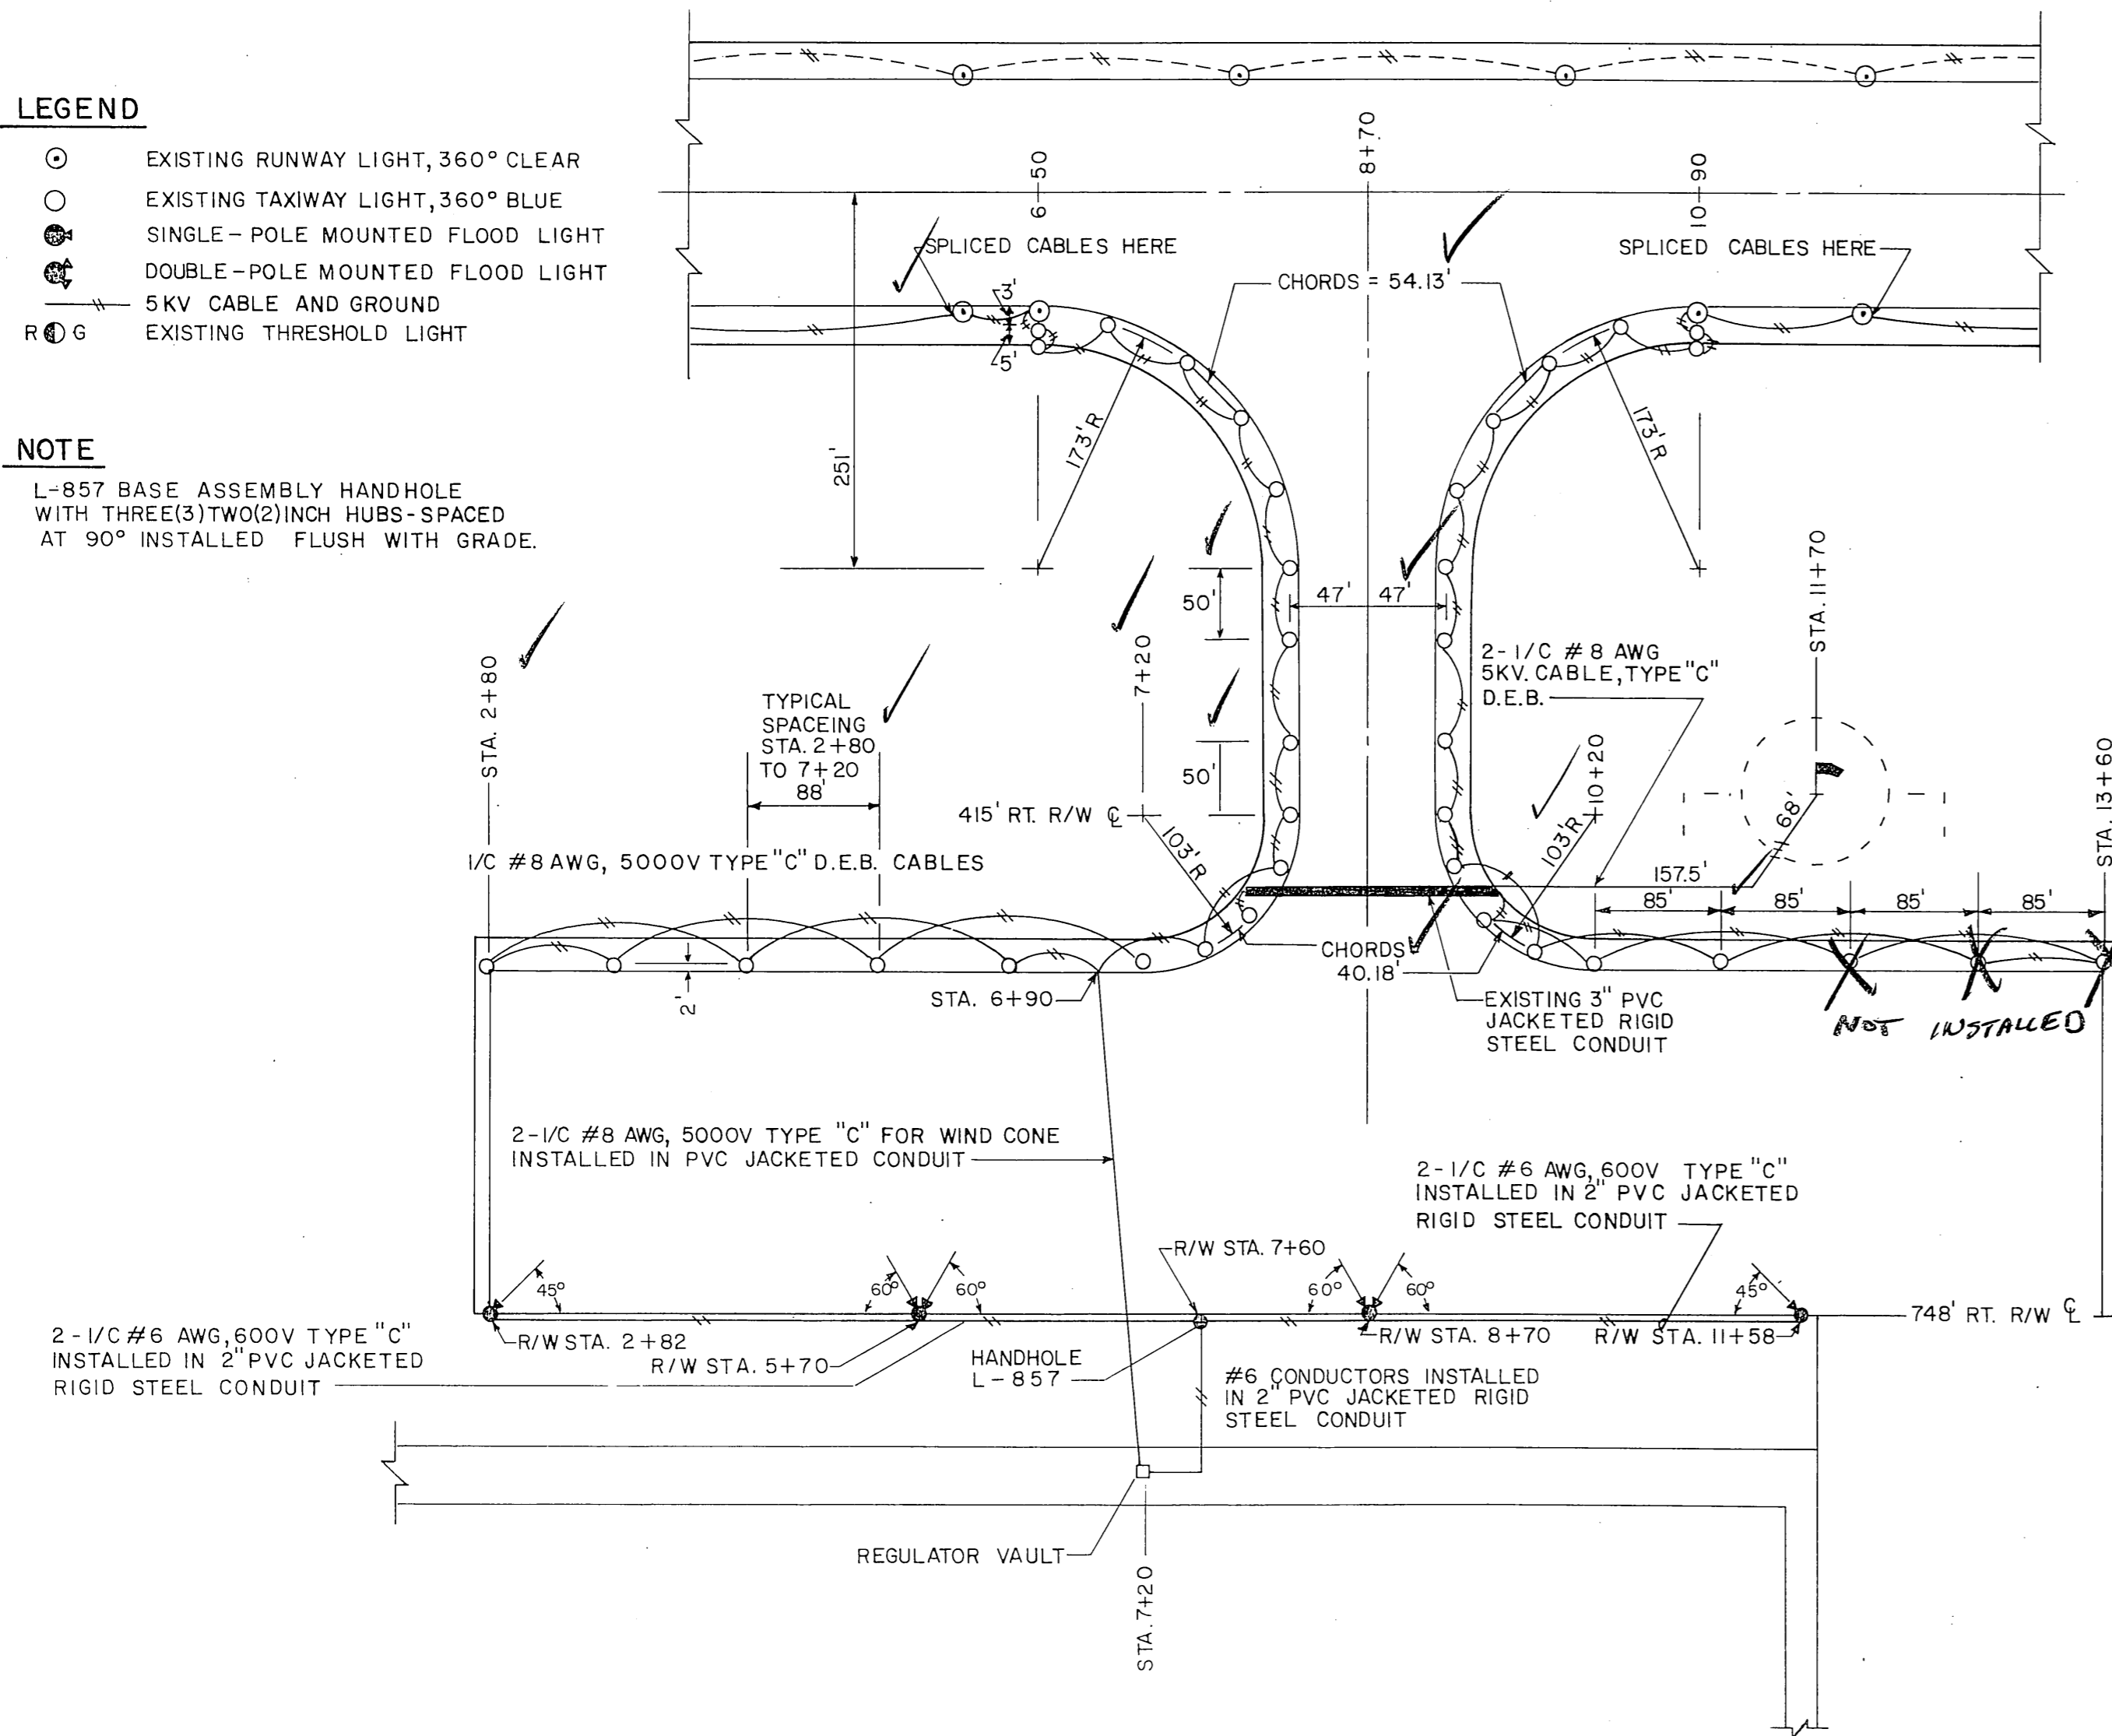 LEGEND
EXISTING RUNWAY LIGHT, 360° CLEAR
EXISTING TAXIWAY LIGHT, 360° BLUE
SINGLE-POLE MOUNTED FLOOD LIGHT
DOUBLE-POLE MOUNTED FLOOD LIGHT
5KV CABLE AND GROUND
R G EXISTING THRESHOLD LIGHT
NOTE
L-857 BASE ASSEMBLY HANDHOLE
WITH THREE(3)TWO(2)INCH HUBS-SPACED
AT 90° INSTALLED FLUSH WITH GRADE.
6+50
8+70
10+90
SPLICED CABLES HERE
SPLICED CABLES HERE
CHORDS = 54.13'
3'
5'
251'
173' R
173' R
50'
47' 47'
50'
STA. 11+70
STA. 2+80
7+20
TYPICAL
SPACEING
STA. 2+80
TO 7+20
88'
2-1/C #8 AWG
5KV. CABLE, TYPE "C"
D.E.B.
10+20
STA. 13+60
415' RT. R/W ℄
103' R
103' R
68'
157.5'
1/C #8 AWG, 5000V TYPE "C" D.E.B. CABLES
85'
85'
85'
85'
2'
STA. 6+90
CHORDS
40.18'
EXISTING 3" PVC
JACKETED RIGID
STEEL CONDUIT
NOT INSTALLED
2-1/C #8 AWG, 5000V TYPE "C" FOR WIND CONE
INSTALLED IN PVC JACKETED CONDUIT
2-1/C #6 AWG, 600V TYPE "C"
INSTALLED IN 2" PVC JACKETED
RIGID STEEL CONDUIT
R/W STA. 7+60
45°
60°
60°
60°
60°
45°
748' RT. R/W ℄
R/W STA. 2+82
R/W STA. 5+70
R/W STA. 8+70
R/W STA. 11+58
2-1/C #6 AWG, 600V TYPE "C"
INSTALLED IN 2" PVC JACKETED
RIGID STEEL CONDUIT
HANDHOLE
L-857
#6 CONDUCTORS INSTALLED
IN 2" PVC JACKETED RIGID
STEEL CONDUIT
REGULATOR VAULT
STA. 7+20